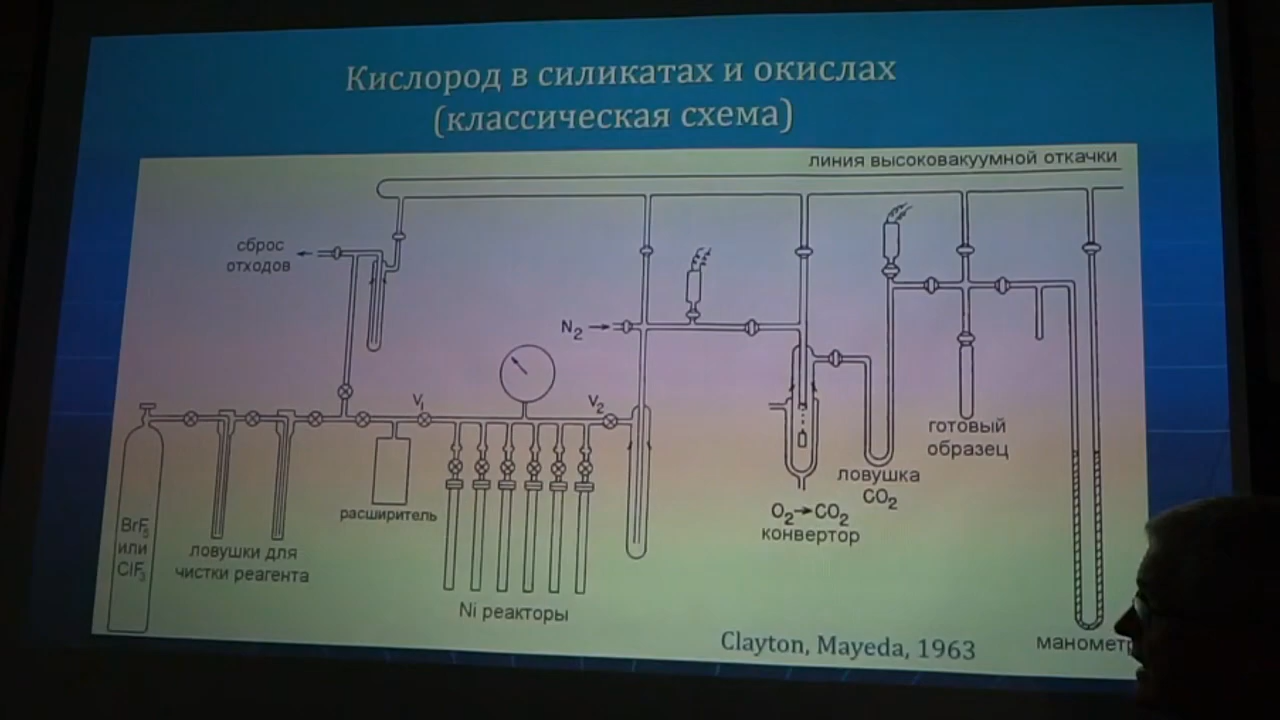 Кислород в силикатах и окислах
(классическая схема)
линия высоковакуумной откачки
сброс
отходов
N2
V1
V2
BrF5
или
ClF3
ловушки для
чистки реагента
расширитель
Ni реакторы
O2→CO2
конвертор
ловушка
CO2
готовый
образец
манометр
Clayton, Mayeda, 1963